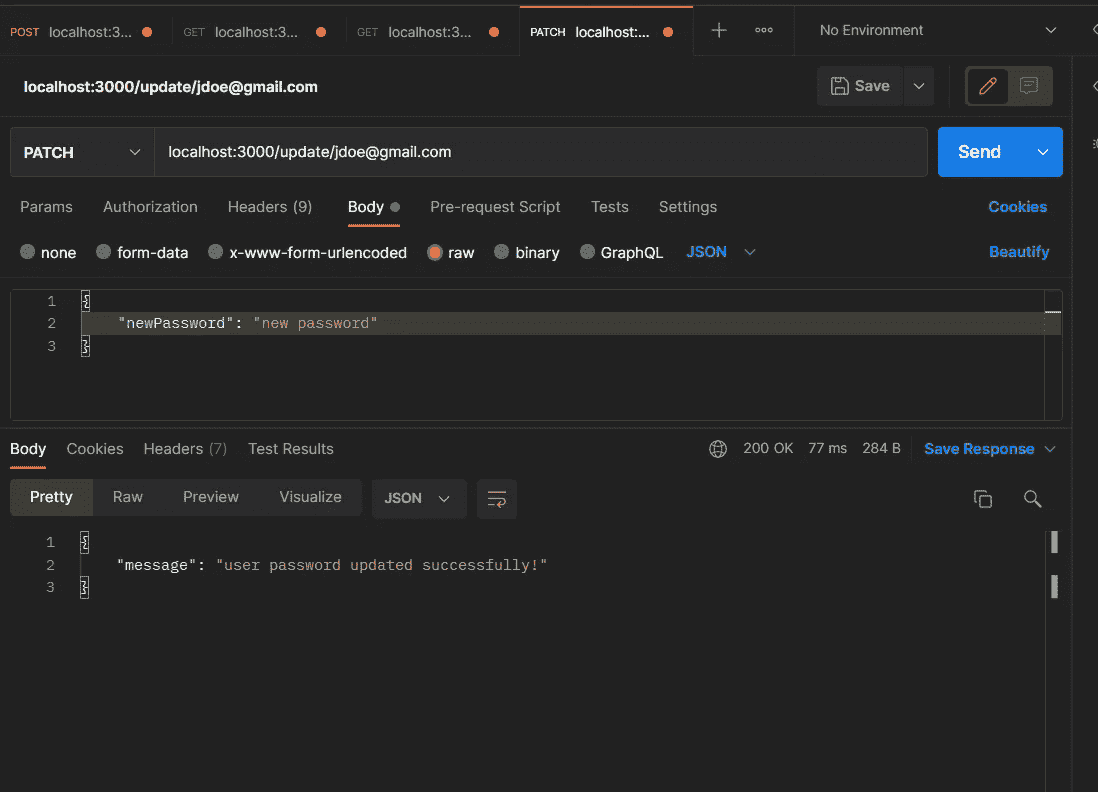 POST localhost:3... GET localhost:3... GET localhost:3... PATCH localhost:... No Environment
localhost:3000/update/jdoe@gmail.com Save
PATCH localhost:3000/update/jdoe@gmail.com Send
Params Authorization Headers (9) Body Pre-request Script Tests Settings Cookies
none form-data x-www-form-urlencoded raw binary GraphQL JSON Beautify
1 {
2 "newPassword": "new password"
3 }
Body Cookies Headers (7) Test Results 200 OK 77 ms 284 B Save Response
Pretty Raw Preview Visualize JSON
1 {
2 "message": "user password updated successfully!"
3 }